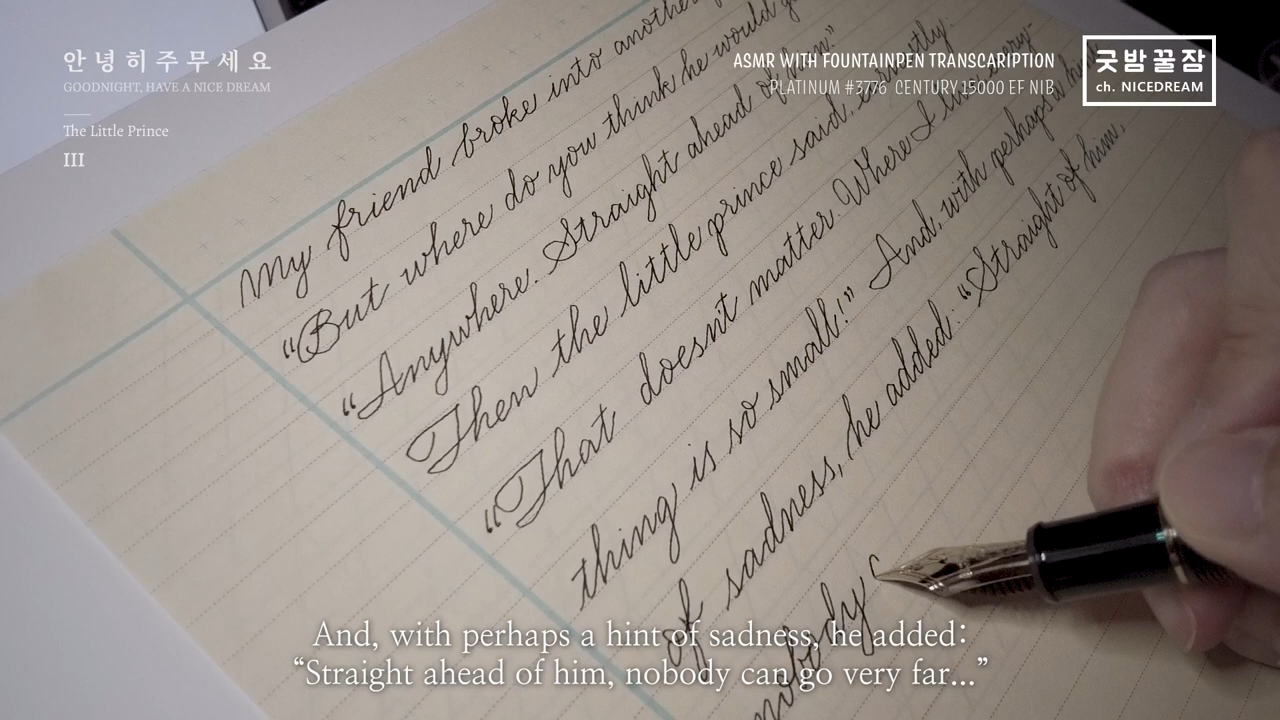 안녕히주무세요
GOODNIGHT, HAVE A NICE DREAM
The Little Prince
III
ASMR WITH FOUNTAINPEN TRANSCARIPTION
PLATINUM #3776 CENTURY 15000 EF NIB
굿밤꿀잠
ch. NICEDREAM
My friend broke into another
"But where do you think he would
"Anywhere. Straight ahead of him."
Then the little prince said, earnestly:
"That doesn't matter. Where I live, every-
thing is so small!" And, with perhaps a hint
of sadness, he added: "Straight of him,
nobody c
And, with perhaps a hint of sadness, he added:
“Straight ahead of him, nobody can go very far...”